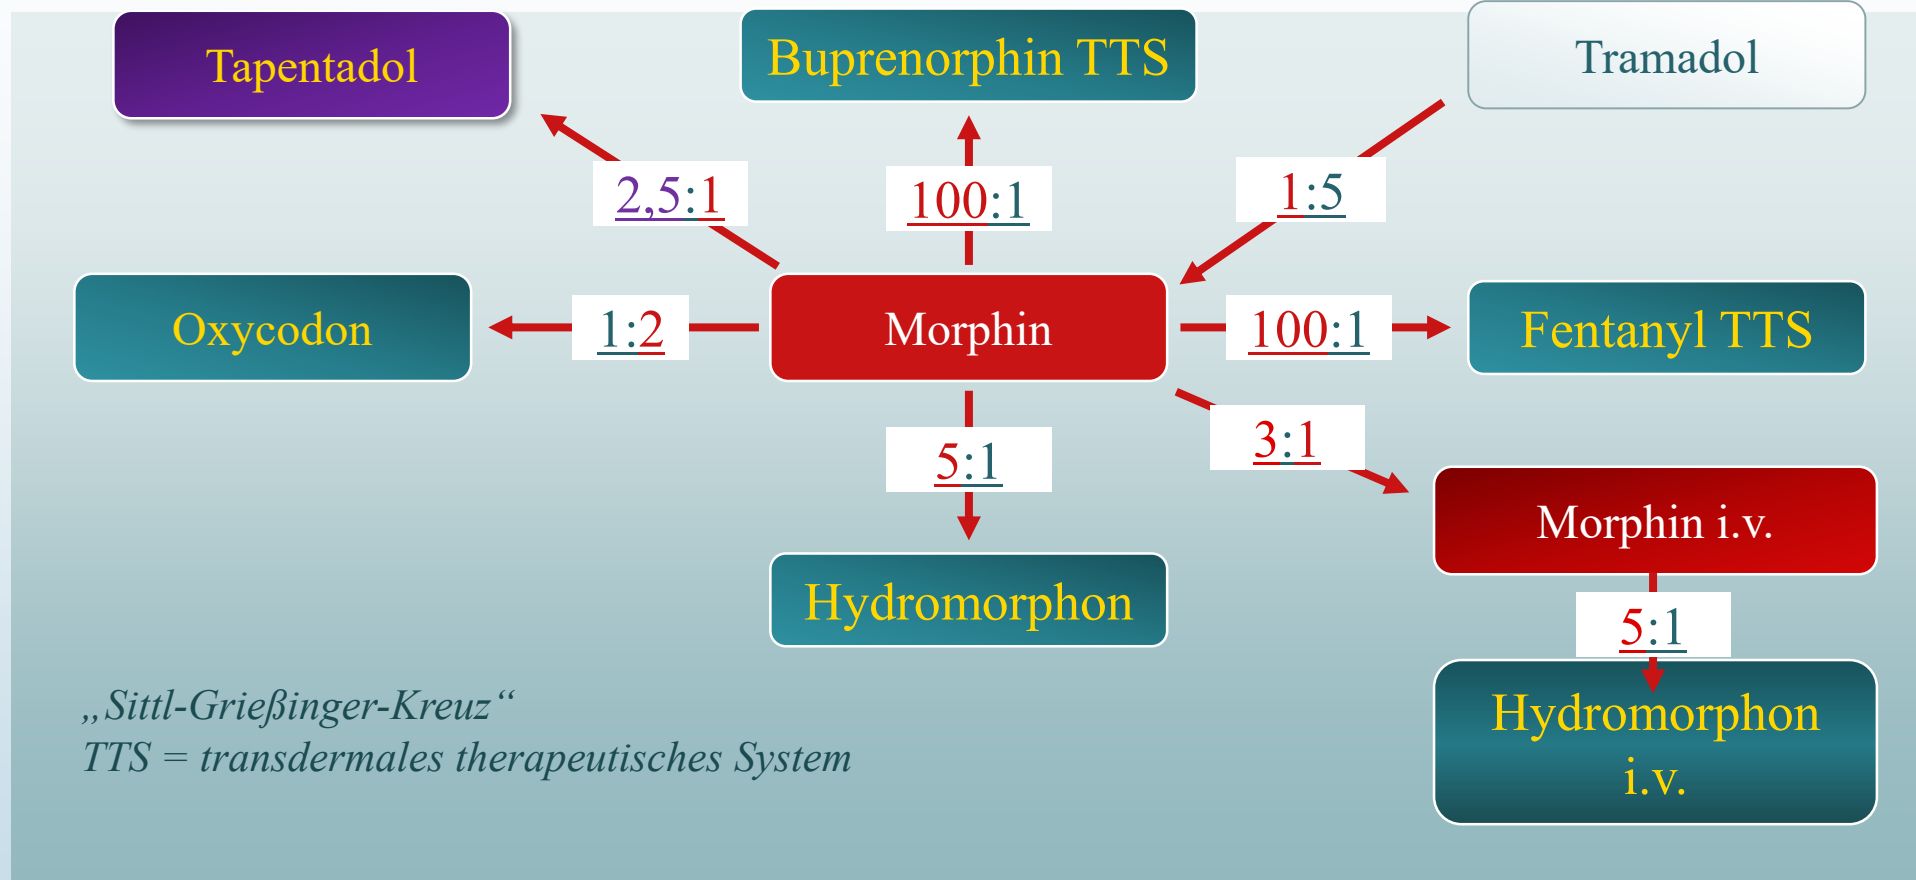 Tapentadol
Buprenorphin TTS
Tramadol
2,5:1
100:1
1:5
Oxycodon
1:2
Morphin
100:1
Fentanyl TTS
5:1
3:1
Morphin i.v.
Hydromorphon
5:1
Hydromorphon
i.v.
„Sittl-Grießinger-Kreuz“
TTS = transdermales therapeutisches System